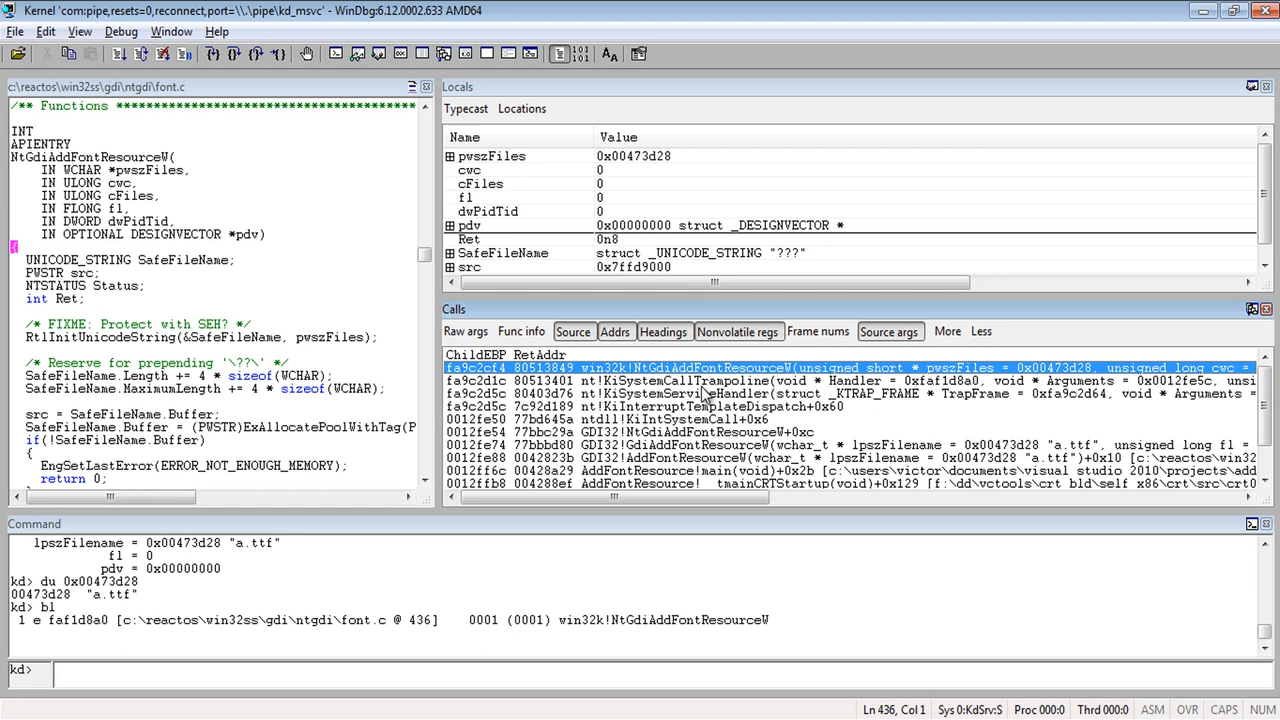 Kernel 'com:pipe,resets=0,reconnect,port=\\.\pipe\kd_msvc' - WinDbg:6.12.0002.633 AMD64
File Edit View Debug Window Help
c:\reactos\win32ss\gdi\ntgdi\font.c
/** Functions ******************************************
INT
APIENTRY
NtGdiAddFontResourceW(
IN WCHAR *pwszFiles,
IN ULONG cwc,
IN ULONG cFiles,
IN FLONG fl,
IN DWORD dwPidTid,
IN OPTIONAL DESIGNVECTOR *pdv)
{
UNICODE_STRING SafeFileName;
PWSTR src;
NTSTATUS Status;
int Ret;
/* FIXME: Protect with SEH? */
RtlInitUnicodeString(&SafeFileName, pwszFiles);
/* Reserve for prepending '\??\' */
SafeFileName.Length += 4 * sizeof(WCHAR);
SafeFileName.MaximumLength += 4 * sizeof(WCHAR);
src = SafeFileName.Buffer;
SafeFileName.Buffer = (PWSTR)ExAllocatePoolWithTag(P
if(!SafeFileName.Buffer)
{
EngSetLastError(ERROR_NOT_ENOUGH_MEMORY);
return 0;
Locals
Typecast Locations
Name Value
pwszFiles 0x00473d28
cwc 0
cFiles 0
fl 0
dwPidTid 0
pdv 0x00000000 struct _DESIGNVECTOR *
Ret 0n8
SafeFileName struct _UNICODE_STRING "???"
src 0x7ffd9000
Calls
Raw args Func info Source Addrs Headings Nonvolatile regs Frame nums Source args More Less
ChildEBP RetAddr
fa9c2cf4 80513849 win32k!NtGdiAddFontResourceW(unsigned short * pwszFiles = 0x00473d28, unsigned long cwc =
fa9c2d1c 80513401 nt!KiSystemCallTrampoline(void * Handler = 0xfaf1d8a0, void * Arguments = 0x0012fe5c, unsi
fa9c2d5c 80403d76 nt!KiSystemServiceHandler(struct _KTRAP_FRAME * TrapFrame = 0xfa9c2d64, void * Arguments =
fa9c2d5c 7c92d189 nt!KiInterruptTemplateDispatch+0x60
0012fe50 77bd645a ntdll!KiIntSystemCall+0x6
0012fe54 77bbc29a GDI32!NtGdiAddFontResourceW+0xc
0012fe74 77bbbd80 GDI32!GdiAddFontResourceW(wchar_t * lpszFilename = 0x00473d28 "a.ttf", unsigned long fl =
0012fe88 0042823b GDI32!AddFontResourceW(wchar_t * lpszFilename = 0x00473d28 "a.ttf")+0x10 [c:\reactos\win32
0012ff6c 00428a29 AddFontResource!main(void)+0x2b [c:\users\victor\documents\visual studio 2010\projects\add
0012ffb8 004288ef AddFontResource!__tmainCRTStartup(void)+0x129 [f:\dd\vctools\crt_bld\self_x86\crt\src\crt0
Command
lpszFilename = 0x00473d28 "a.ttf"
fl = 0
pdv = 0x00000000
kd> du 0x00473d28
00473d28 "a.ttf"
kd> bl
1 e faf1d8a0 [c:\reactos\win32ss\gdi\ntgdi\font.c @ 436] 0001 (0001) win32k!NtGdiAddFontResourceW
kd>
Ln 436, Col 1 Sys 0:KdSrv:S Proc 000:0 Thrd 000:0 ASM OVR CAPS NUM